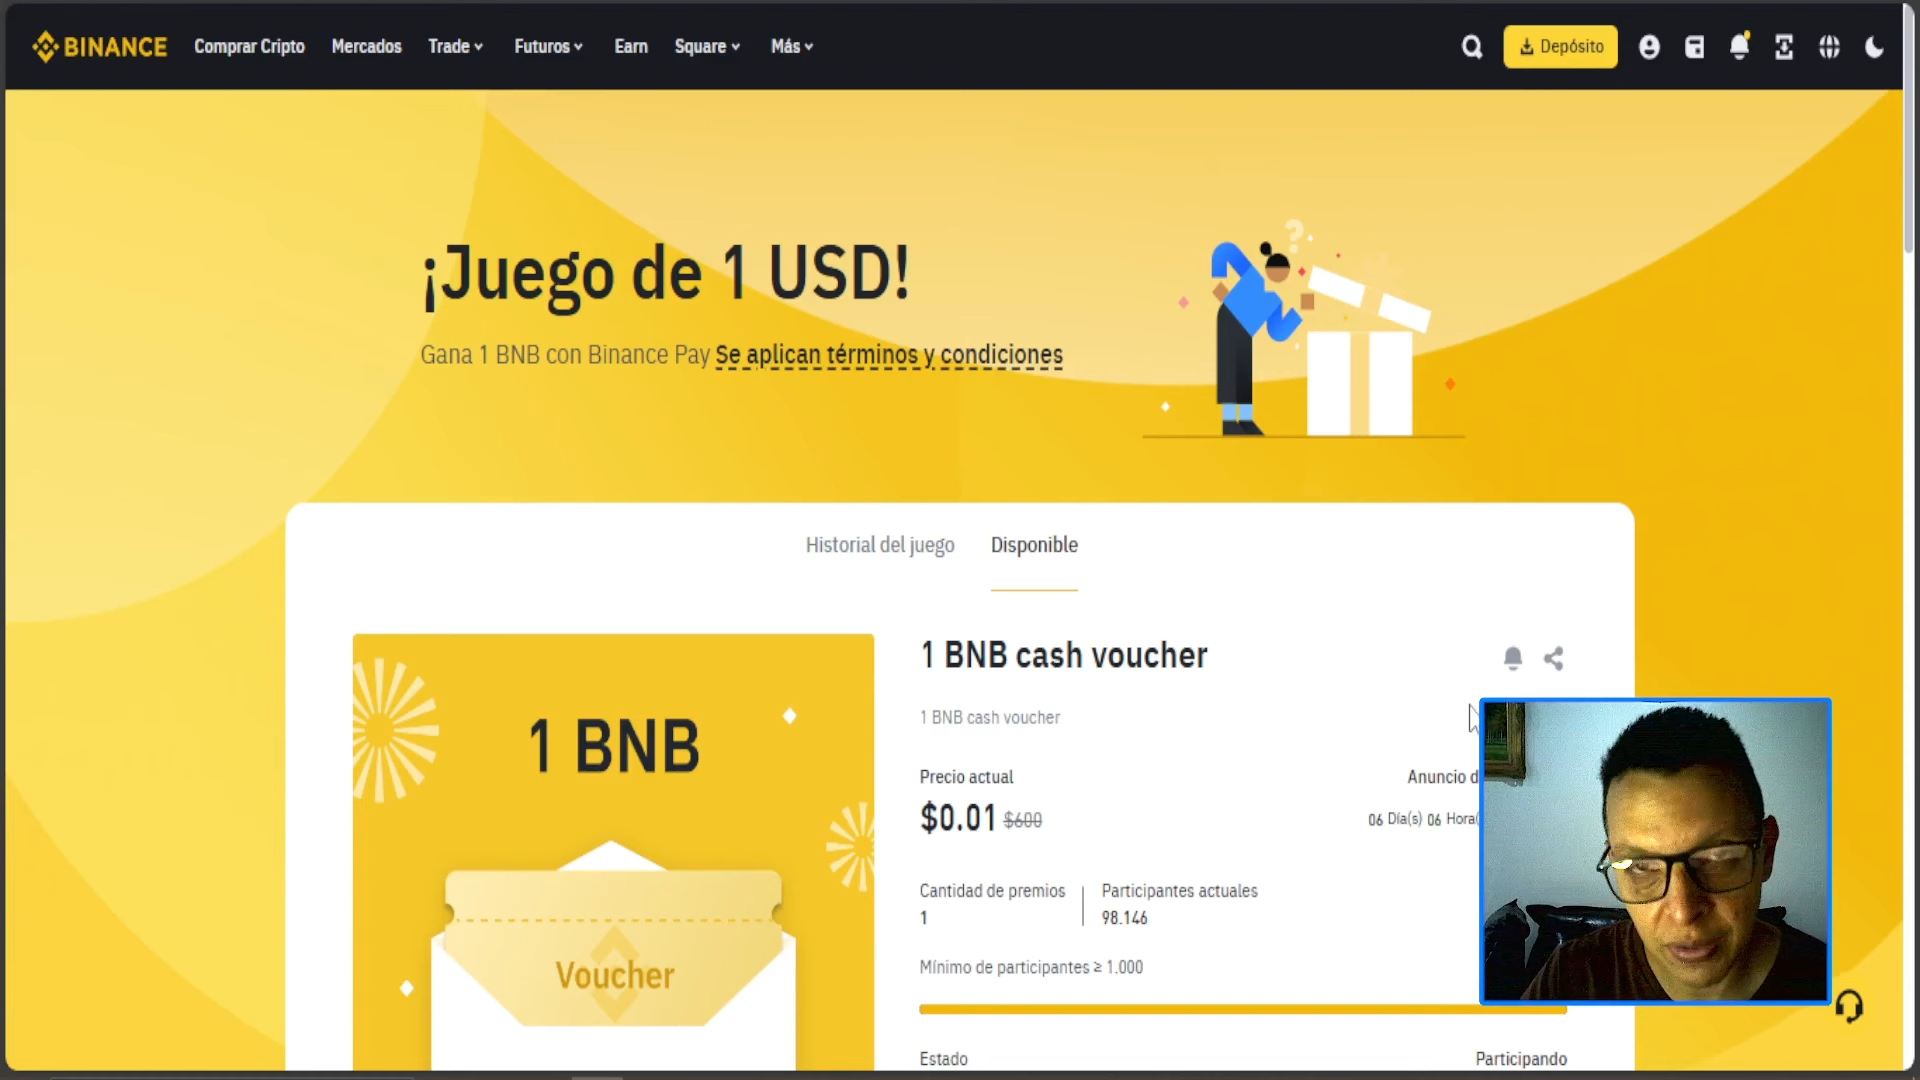 BINANCE Comprar Cripto Mercados Trade Futuros Earn Square Más Depósito
¡Juego de 1 USD!
Gana 1 BNB con Binance Pay Se aplican términos y condiciones
Historial del juego Disponible
1 BNB
Voucher
1 BNB cash voucher
1 BNB cash voucher
Precio actual Anuncio
$0.01 $600 06 Día(s) 06 Hora(
Cantidad de premios Participantes actuales
1 98.146
Mínimo de participantes ≥ 1.000
Estado Participando